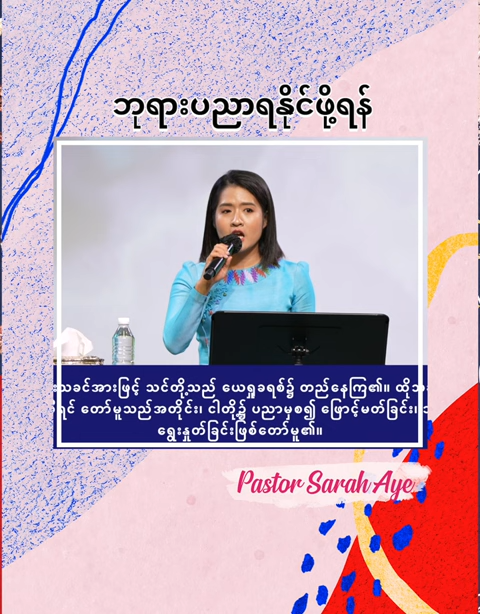 ဘုရားပညာရနိုင်ဖို့ရန်
ယသခင်အားဖြင့် သင်တို့သည် ယေရှုခရစ်၌ တည်နေကြ၏။ ထိုသ
ရင် တော်မူသည်အတိုင်း၊ ငါတို့၌ ပညာမှစ၍ ဖြောင့်မတ်ခြင်း၊
ရွေးနှုတ်ခြင်းဖြစ်တော်မူ၏။
Pastor Sarah Aye